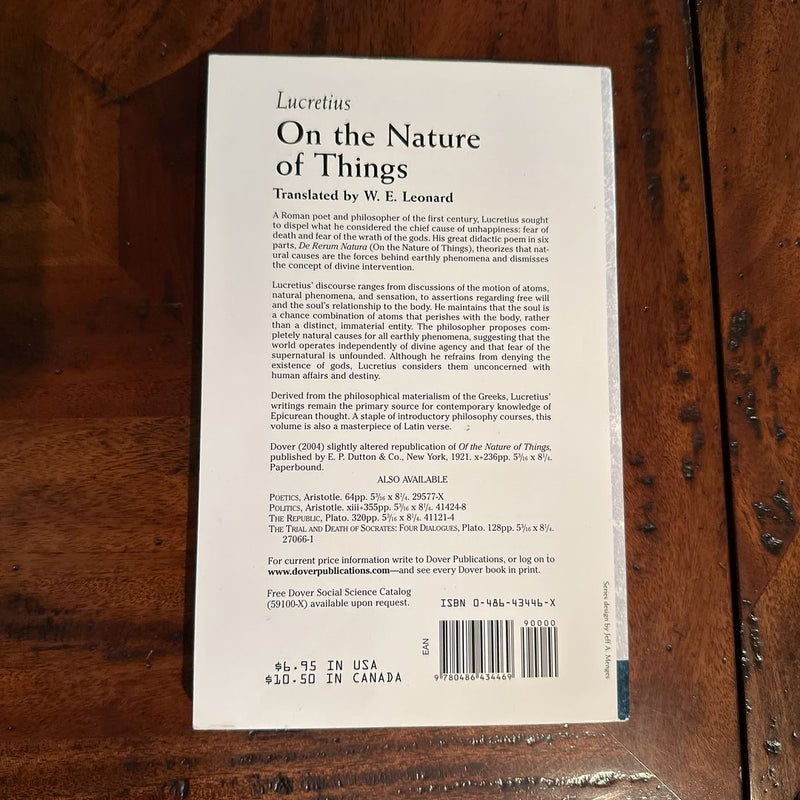 Lucretius
On the Nature
of Things
Translated by W. E. Leonard
A Roman poet and philosopher of the first century, Lucretius sought
to dispel what he considered the chief cause of unhappiness: fear of
death and fear of the wrath of the gods. His great didactic poem in six
parts, De Rerum Natura (On the Nature of Things), theorizes that nat-
ural causes are the forces behind earthly phenomena and dismisses
the concept of divine intervention.
Lucretius' discourse ranges from discussions of the motion of atoms,
natural phenomena, and sensation, to assertions regarding free will
and the soul's relationship to the body. He maintains that the soul is
a chance combination of atoms that perishes with the body, rather
than a distinct, immaterial entity. The philosopher proposes com-
pletely natural causes for all earthly phenomena, suggesting that the
world operates independently of divine agency and that fear of the
supernatural is unfounded. Although he refrains from denying the
existence of gods, Lucretius considers them unconcerned with
human affairs and destiny.
Derived from the philosophical materialism of the Greeks, Lucretius'
writings remain the primary source for contemporary knowledge of
Epicurean thought. A staple of introductory philosophy courses, this
volume is also a masterpiece of Latin verse.
Dover (2004) slightly altered republication of Of the Nature of Things,
published by E. P. Dutton & Co., New York, 1921. x+236pp. 5³⁄₁₆ x 8¹⁄₄.
Paperbound.
ALSO AVAILABLE
POETICS, Aristotle. 64pp. 5³⁄₁₆ x 8¹⁄₄. 29577-X
POLITICS, Aristotle. xiii+355pp. 5³⁄₁₆ x 8¹⁄₄. 41424-8
THE REPUBLIC, Plato. 320pp. 5³⁄₁₆ x 8¹⁄₄. 41121-4
THE TRIAL AND DEATH OF SOCRATES: FOUR DIALOGUES, Plato. 128pp. 5³⁄₁₆ x 8¹⁄₄.
27066-1
For current price information write to Dover Publications, or log on to
www.doverpublications.com—and see every Dover book in print.
Free Dover Social Science Catalog
(59100-X) available upon request.
ISBN 0-486-43446-X
90000
EAN
9 780486 434469
$6.95 IN USA
$10.50 IN CANADA
Series design by Jeff A. Menges